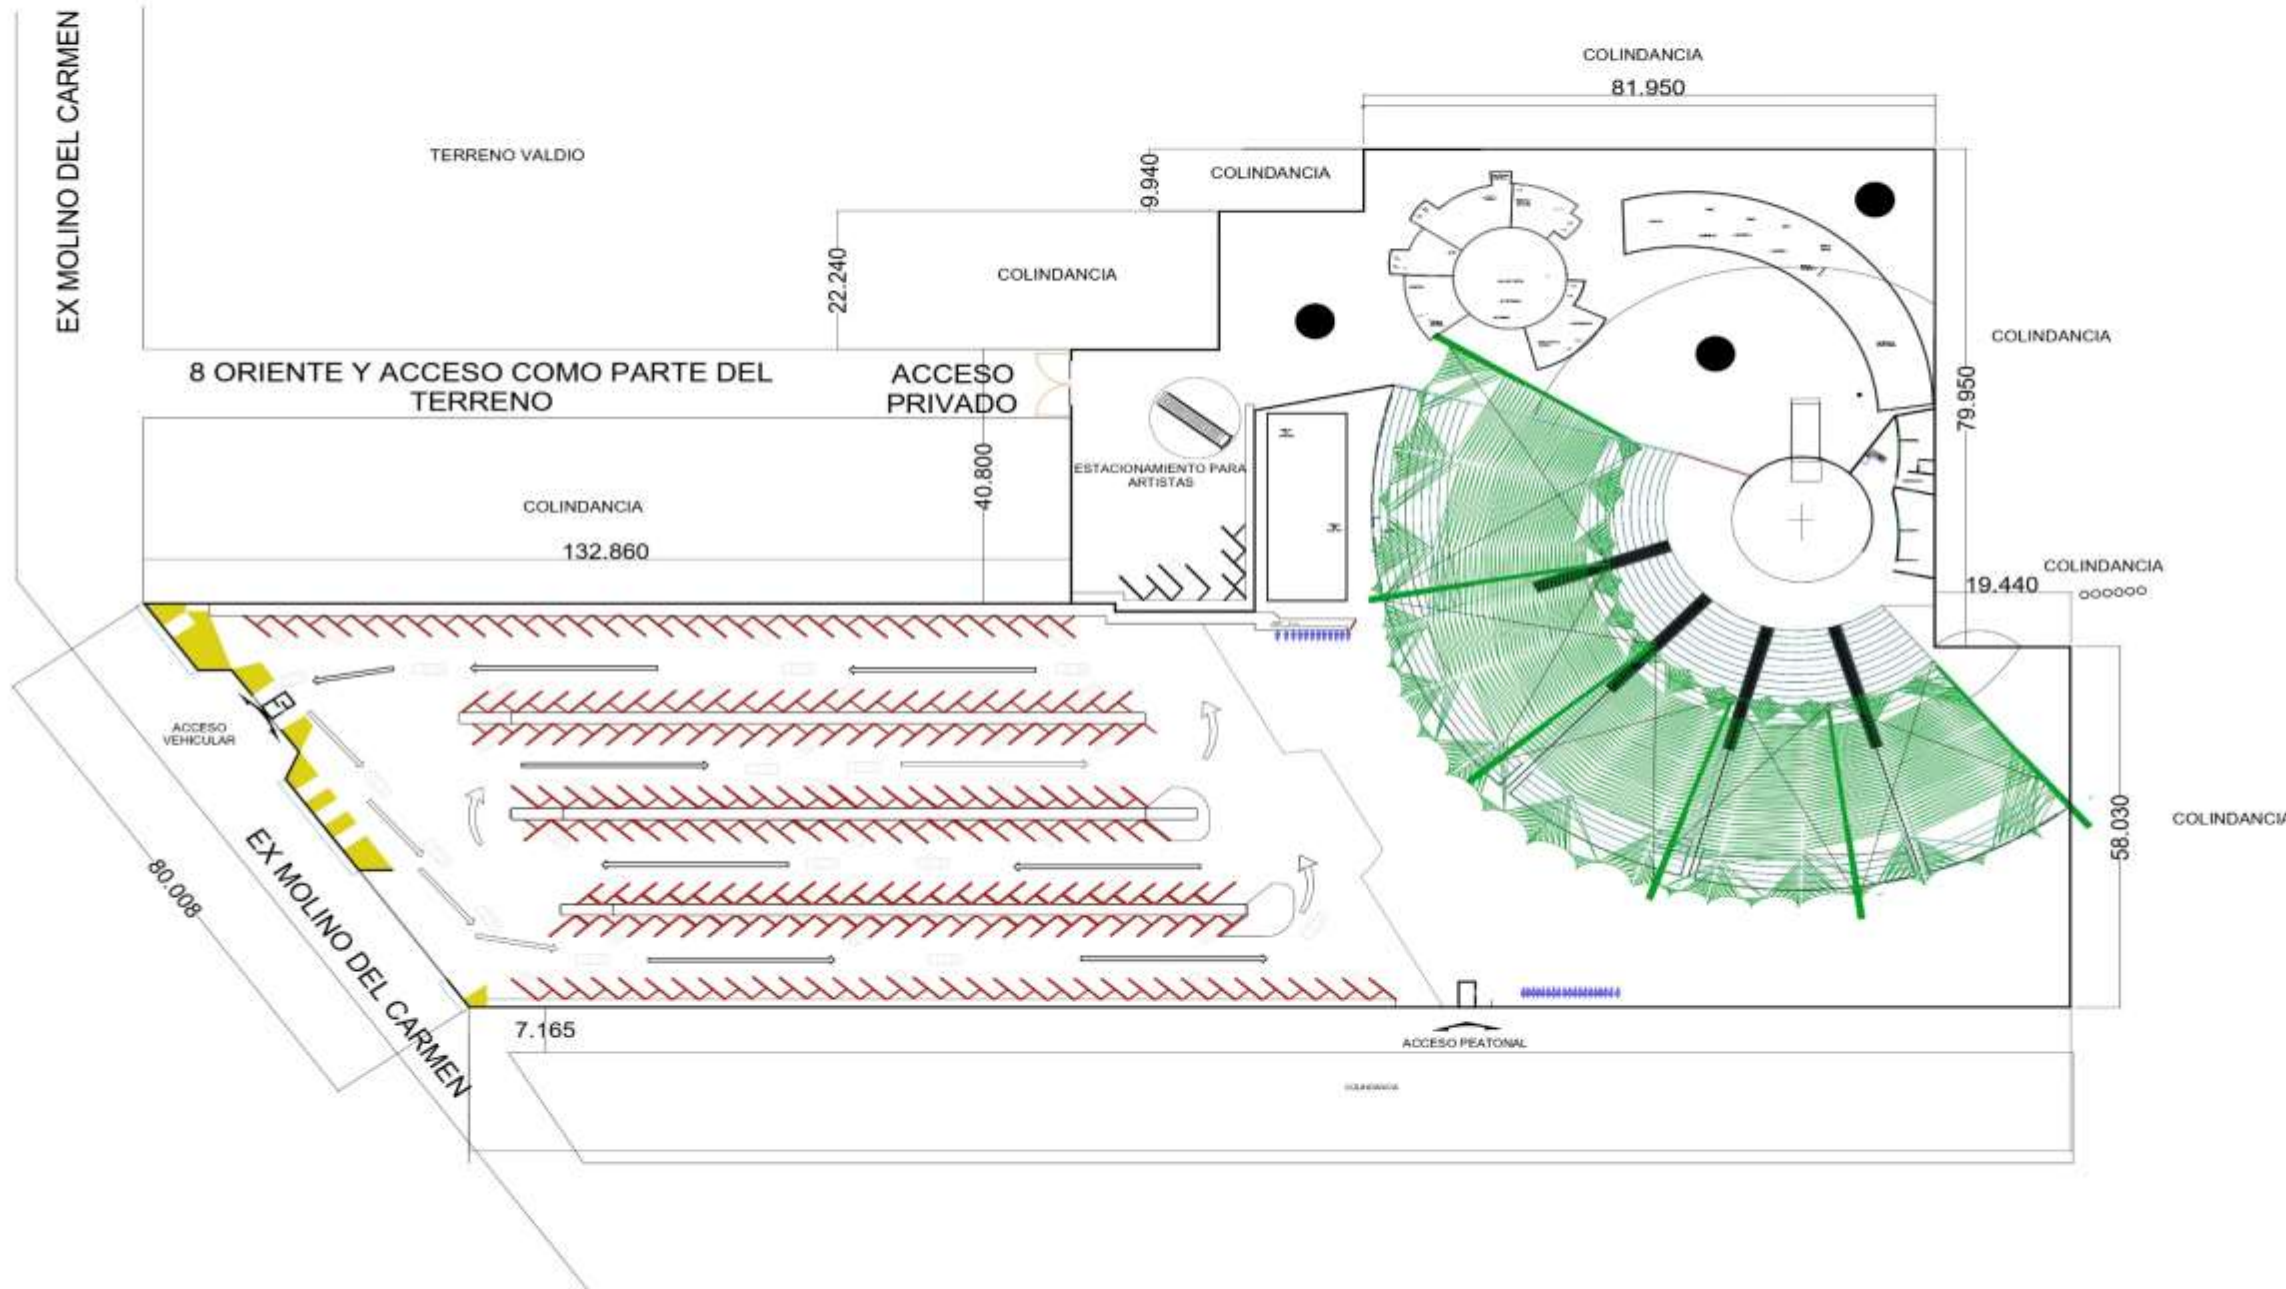 EX MOLINO DEL CARMEN
COLINDANCIA
81.950
TERRENO VALDIO
9.940
COLINDANCIA
22.240
COLINDANCIA
COLINDANCIA
8 ORIENTE Y ACCESO COMO PARTE DEL
TERRENO
ACCESO
PRIVADO
79.950
40.800
ESTACIONAMIENTO PARA
ARTISTAS
COLINDANCIA
132.860
COLINDANCIA
19.440
ACCESO
VEHICULAR
80.008
EX MOLINO DEL CARMEN
58.030
COLINDANCIA
7.165
ACCESO PEATONAL
COLINDANCIA